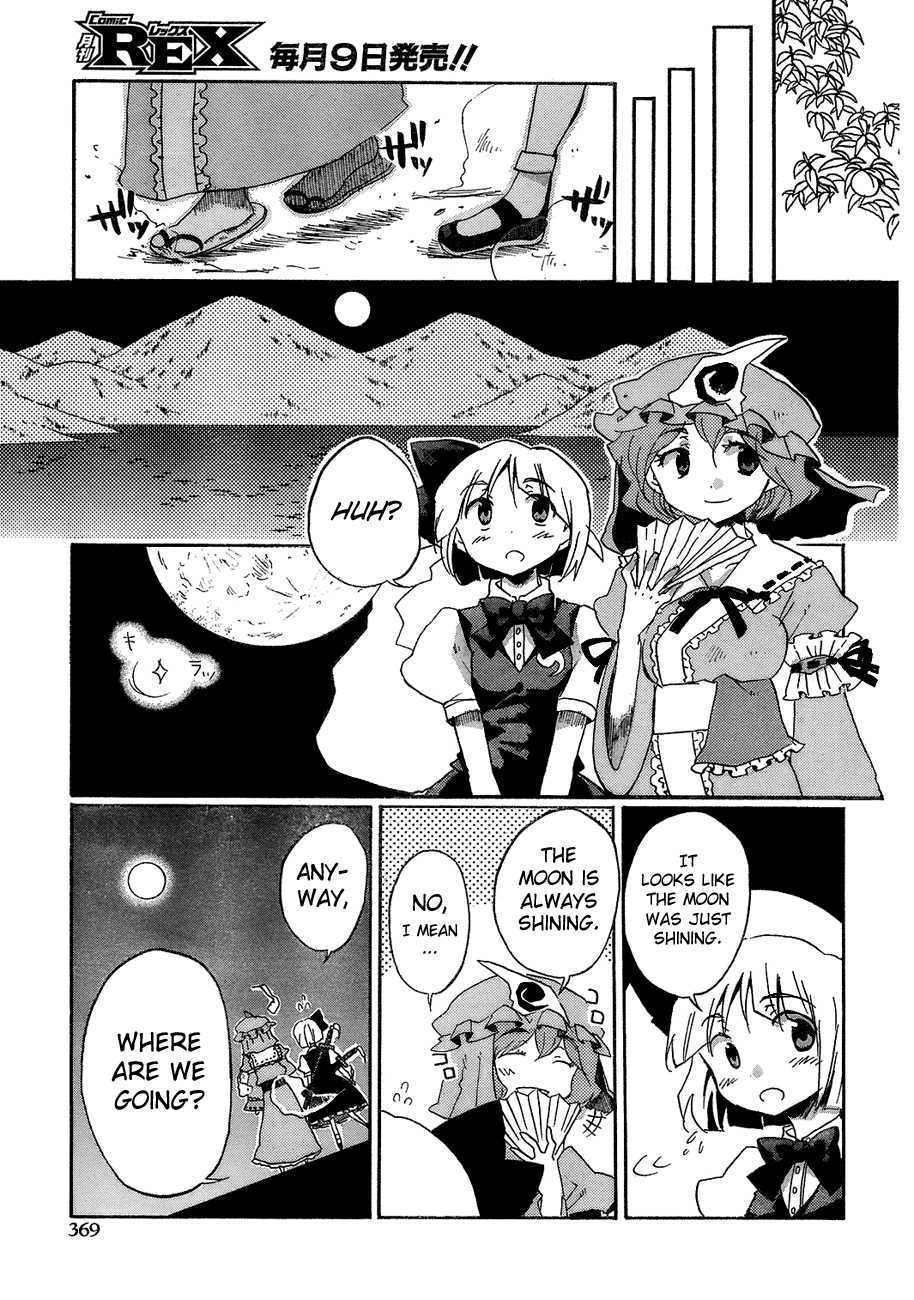 Comic
月刊
REX
レックス
毎月9日発売!!
ザッ
ザッ
ザッ
ザッ
HUH?
キラッ
IT
LOOKS LIKE
THE MOON
WAS JUST
SHINING.
THE
MOON IS
ALWAYS
SHINING.
NO,
I MEAN
...
ANY-
WAY,
WHERE
ARE WE
GOING?
369